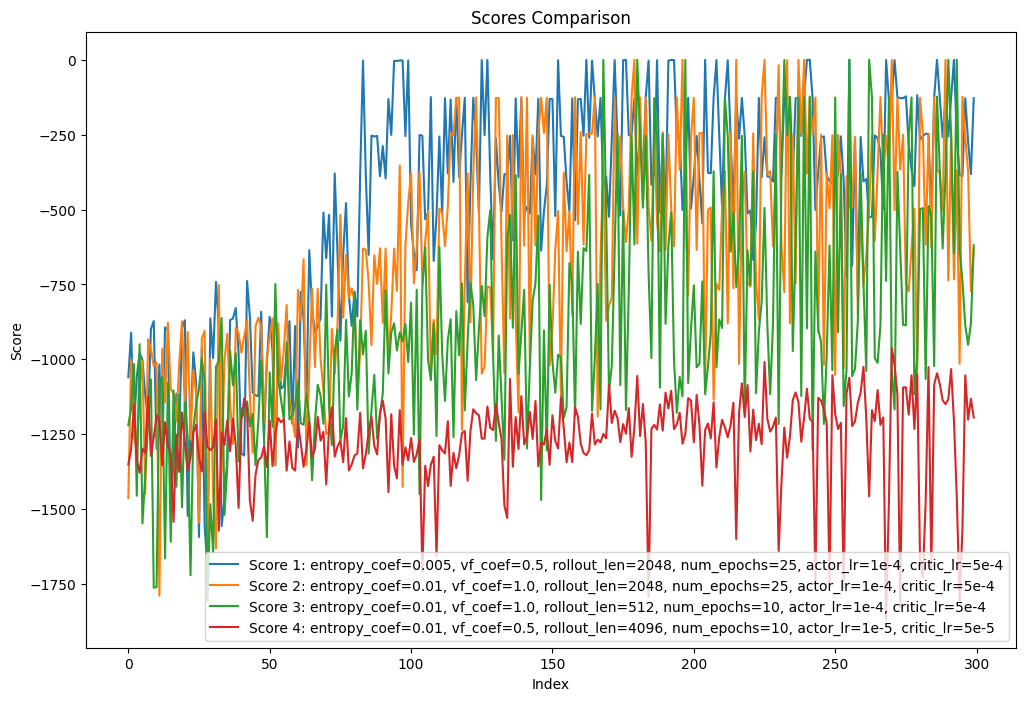 Scores Comparison
Score
0
−250
−500
−750
−1000
−1250
−1500
−1750
Score 1: entropy_coef=0.005, vf_coef=0.5, rollout_len=2048, num_epochs=25, actor_lr=1e-4, critic_lr=5e-4
Score 2: entropy_coef=0.01, vf_coef=1.0, rollout_len=2048, num_epochs=25, actor_lr=1e-4, critic_lr=5e-4
Score 3: entropy_coef=0.01, vf_coef=1.0, rollout_len=512, num_epochs=10, actor_lr=1e-4, critic_lr=5e-4
Score 4: entropy_coef=0.01, vf_coef=0.5, rollout_len=4096, num_epochs=10, actor_lr=1e-5, critic_lr=5e-5
0 50 100 150 200 250 300
Index